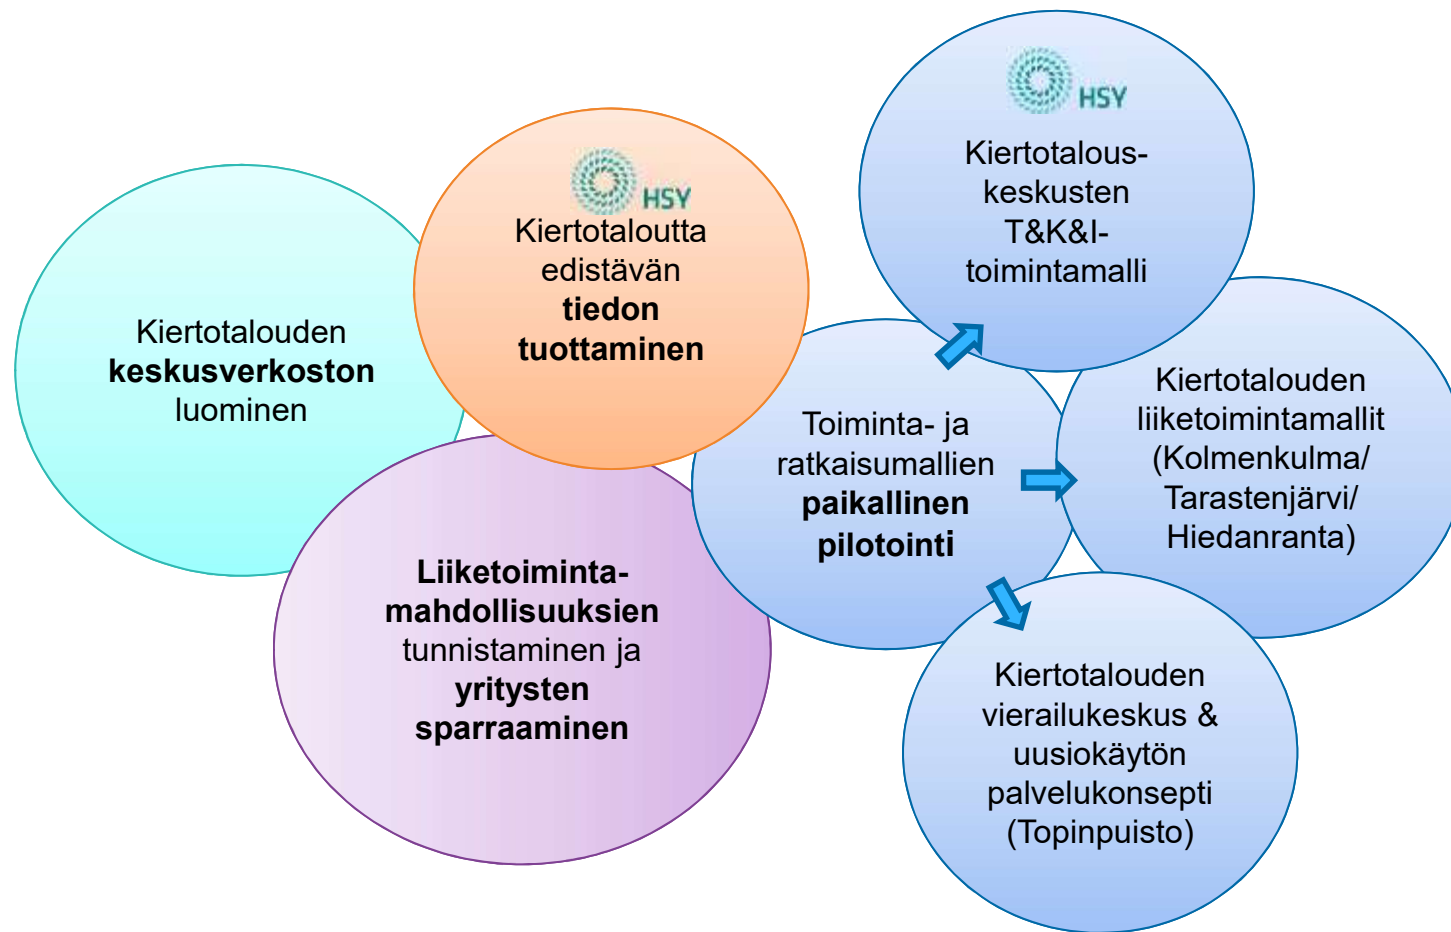 Kiertotalouden
keskusverkoston
luominen
HSY
Kiertotaloutta
edistävän
tiedon
tuottaminen
Liiketoiminta-
mahdollisuuksien
tunnistaminen ja
yritysten
sparraaminen
Toiminta- ja
ratkaisumallien
paikallinen
pilotointi
HSY
Kiertotalous-
keskusten
T&K&I-
toimintamalli
Kiertotalouden
liiketoimintamallit
(Kolmenkulma/
Tarastenjärvi/
Hiedanranta)
Kiertotalouden
vierailukeskus &
uusiokäytön
palvelukonsepti
(Topinpuisto)